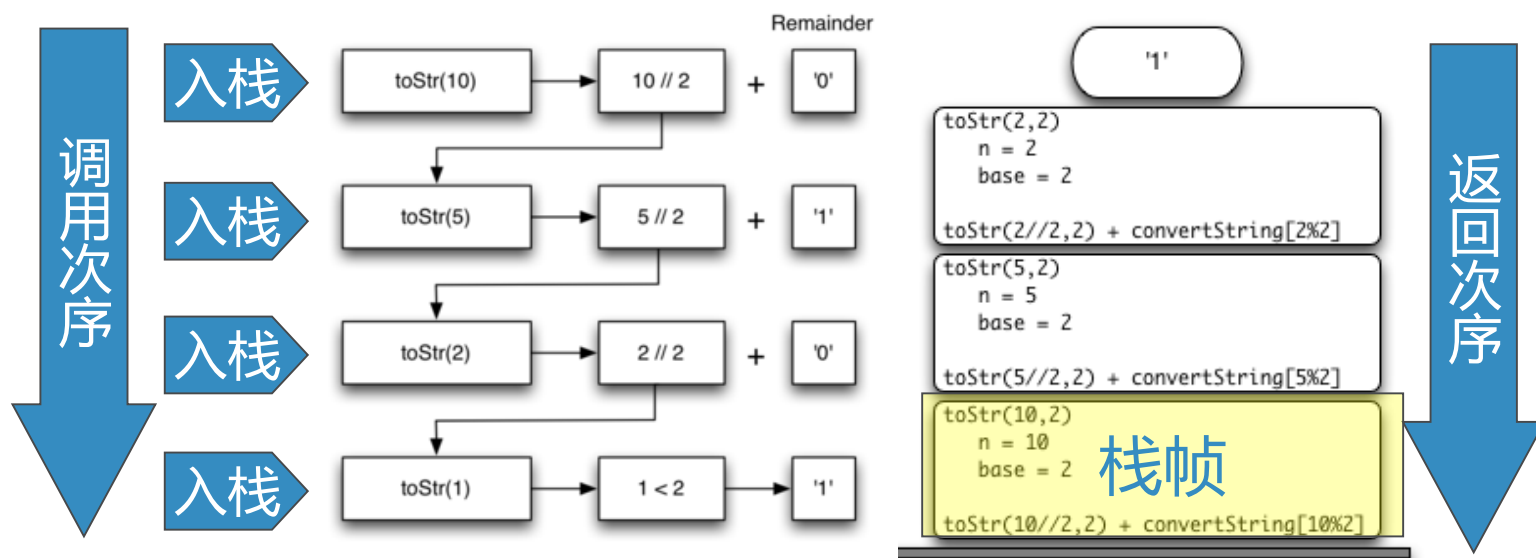 调用次序
Remainder
入栈 toStr(10) 10 // 2 + '0'
入栈 toStr(5) 5 // 2 + '1'
入栈 toStr(2) 2 // 2 + '0'
入栈 toStr(1) 1 < 2 '1'
'1'
toStr(2,2)
n = 2
base = 2
toStr(2//2,2) + convertString[2%2]
toStr(5,2)
n = 5
base = 2
toStr(5//2,2) + convertString[5%2]
toStr(10,2)
n = 10
base = 2
栈帧
toStr(10//2,2) + convertString[10%2]
返回次序